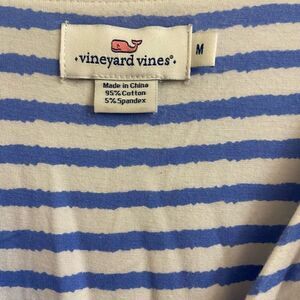 vineyard vines®
M
Made in China
95% Cotton
5% Spandex